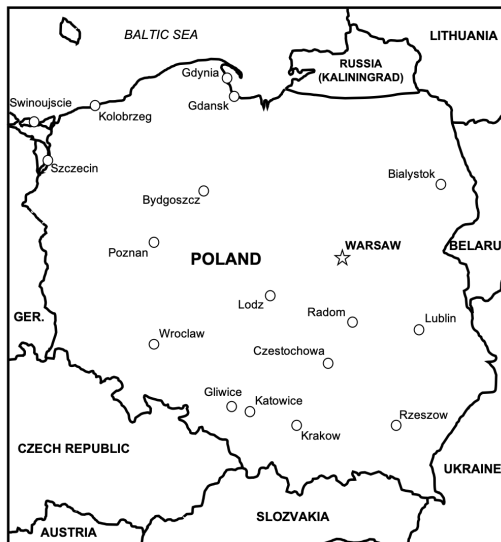 BALTIC SEA
LITHUANIA
RUSSIA
(KALININGRAD)
Gdynia
Gdansk
Swinoujscie
Kolobrzeg
Szczecin
Bialystok
Bydgoszcz
Poznan
POLAND
WARSAW
BELARU
Lodz
Radom
Lublin
GER.
Wroclaw
Czestochowa
Gliwice
Katowice
Krakow
Rzeszow
CZECH REPUBLIC
UKRAINE
SLOZVAKIA
AUSTRIA